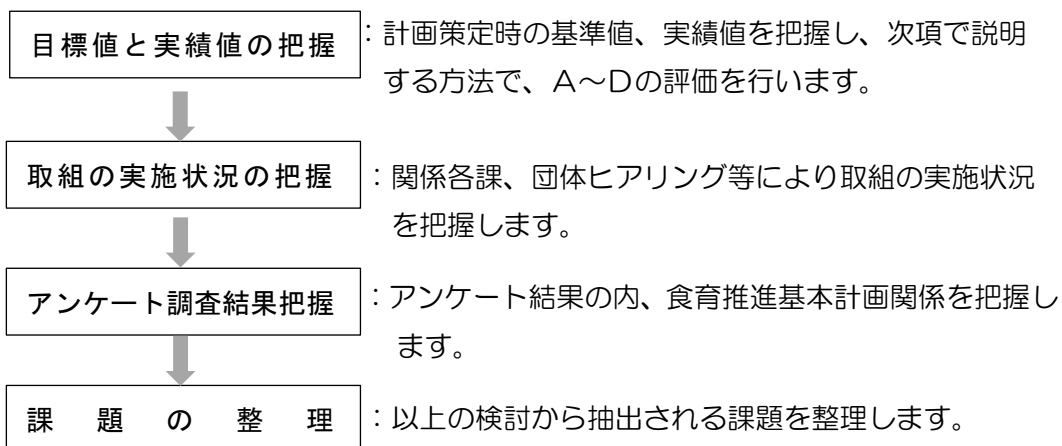 目標値と実績値の把握
：計画策定時の基準値、実績値を把握し、次項で説明
する方法で、A～Dの評価を行います。
取組の実施状況の把握
：関係各課、団体ヒアリング等により取組の実施状況
を把握します。
アンケート調査結果把握
：アンケート結果の内、食育推進基本計画関係を把握し
ます。
課題の整理
：以上の検討から抽出される課題を整理します。